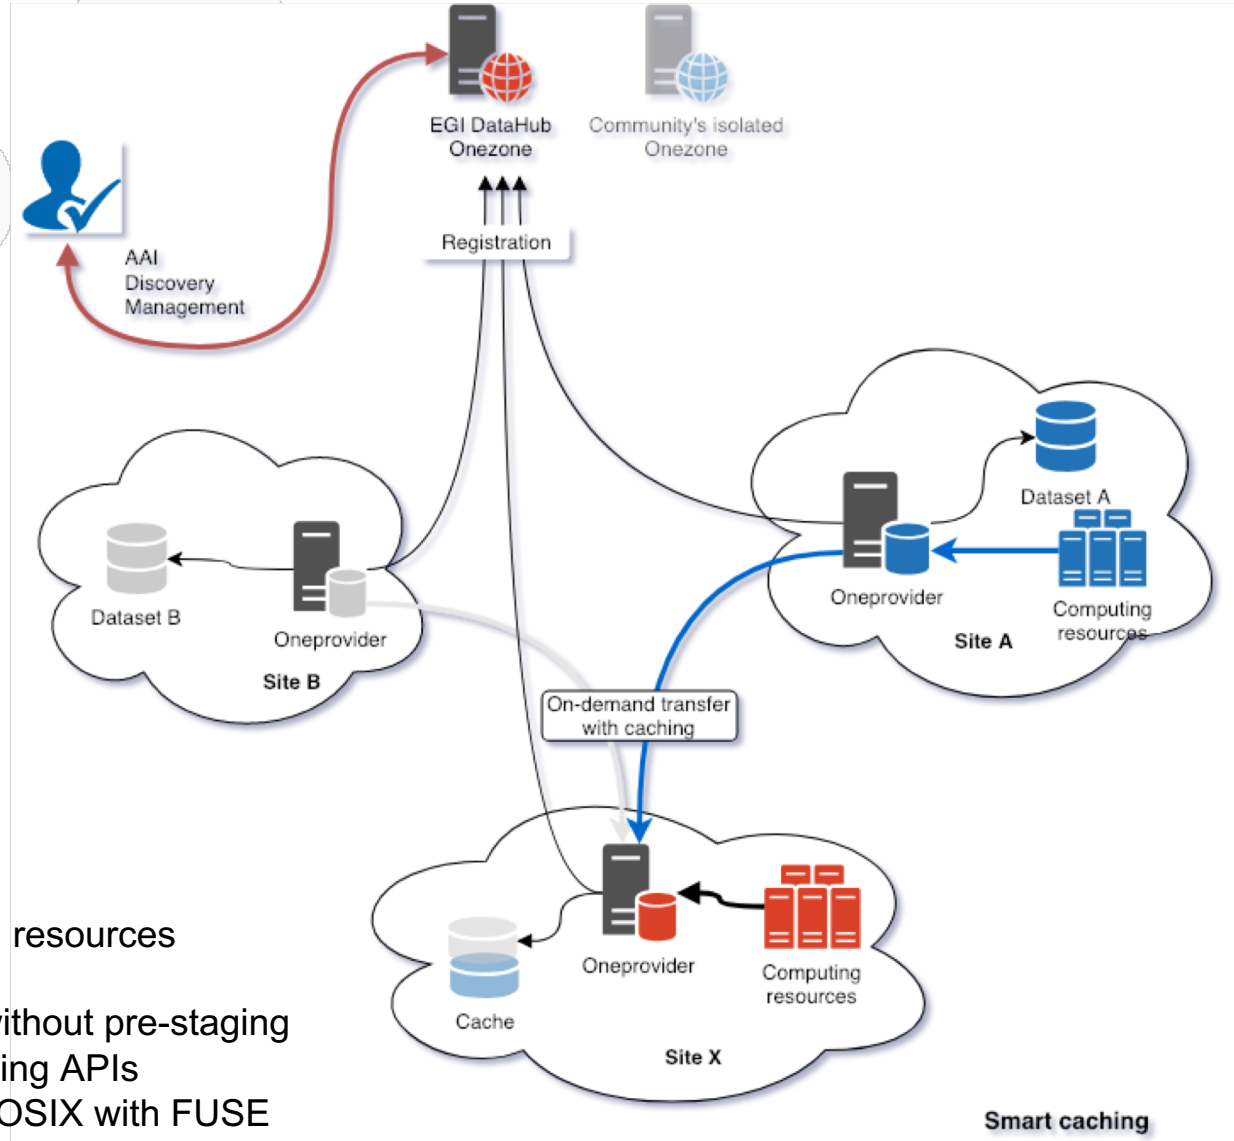 EGI DataHub
Onezone
Community's isolated
Onezone
AAI
Discovery
Management
Registration
Dataset A
Oneprovider
Computing
resources
Site A
Dataset B
Oneprovider
Site B
On-demand transfer
with caching
Oneprovider
Computing
resources
Cache
Site X
resources
without pre-staging
ing APIs
OSIX with FUSE
Smart caching